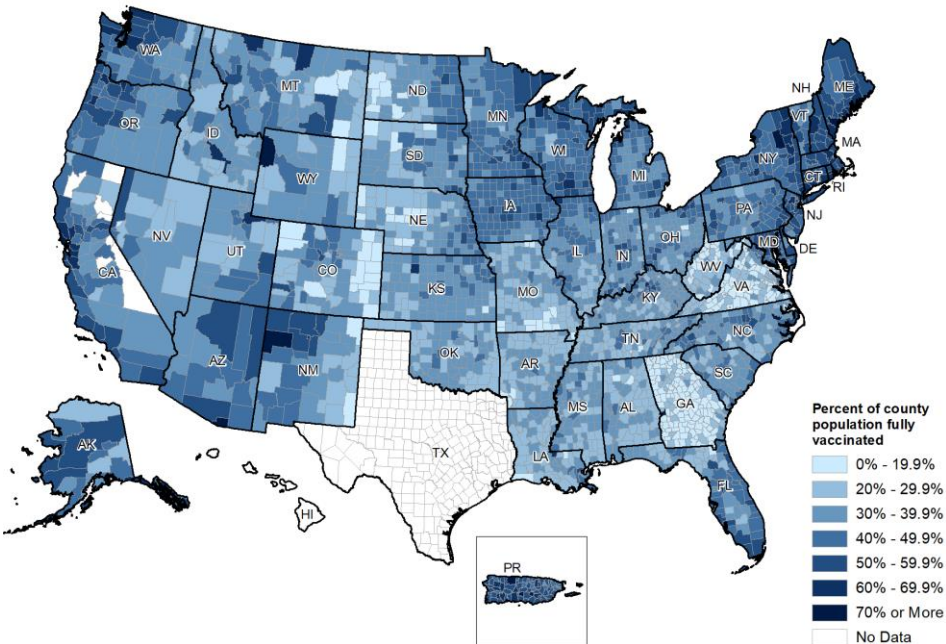 WA
MT
ND
MN
ME
NH
VT
OR
ID
WY
SD
WI
MI
NY
MA
CT
RI
IA
NE
PA
NJ
NV
UT
CO
IL
IN
OH
MD
DE
CA
KS
MO
WV
VA
KY
AZ
NM
OK
AR
TN
NC
SC
MS
AL
GA
TX
LA
FL
AK
HI
PR
Percent of county
population fully
vaccinated
0% - 19.9%
20% - 29.9%
30% - 39.9%
40% - 49.9%
50% - 59.9%
60% - 69.9%
70% or More
No Data